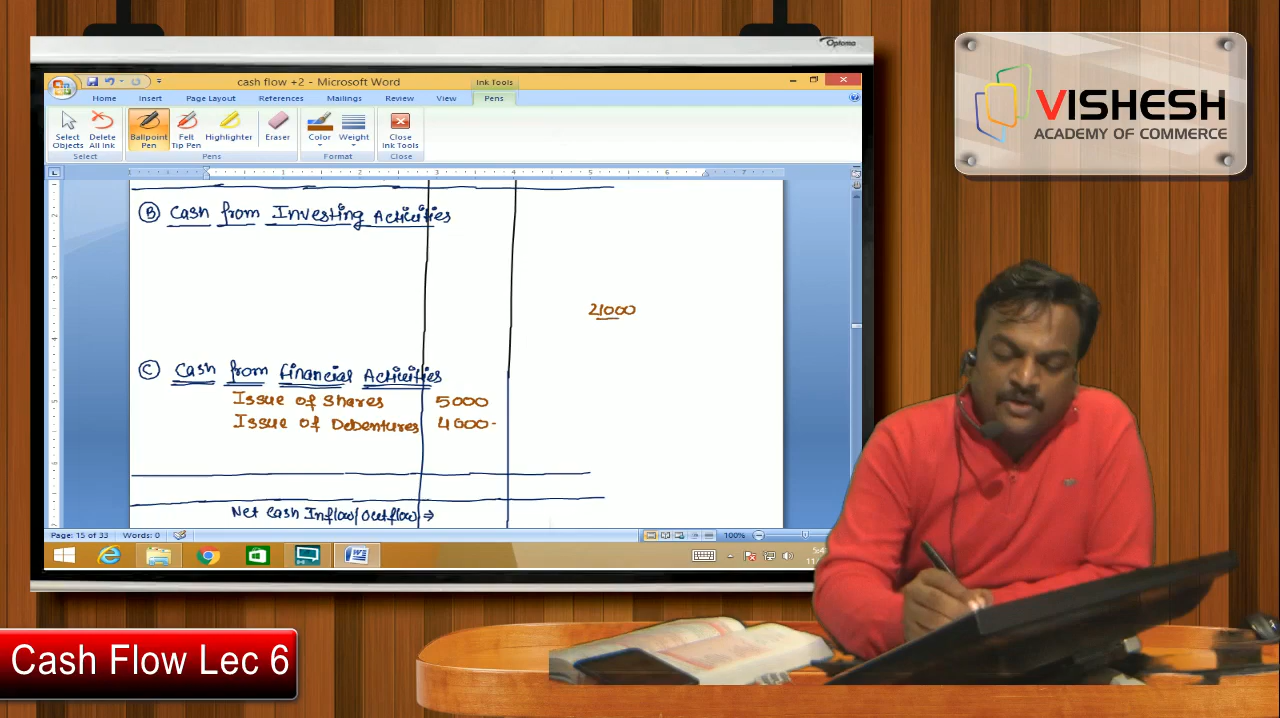 Optoma
cash flow +2 - Microsoft Word
Ink Tools
Home Insert Page Layout References Mailings Review View Pens
Select Objects
Delete All Ink
Ballpoint Pen
Felt Tip Pen
Highlighter
Eraser
Color
Weight
Close Ink Tools
Select
Pens
Format
Close
VISHESH
ACADEMY OF COMMERCE
B Cash from Investing Activities
21000
C Cash from Financial Activities
Issue of Shares 5000
Issue of Debentures 4000
Net Cash Inflow/Outflow ⇒
Page: 15 of 33 Words: 0
100%
Cash Flow Lec 6